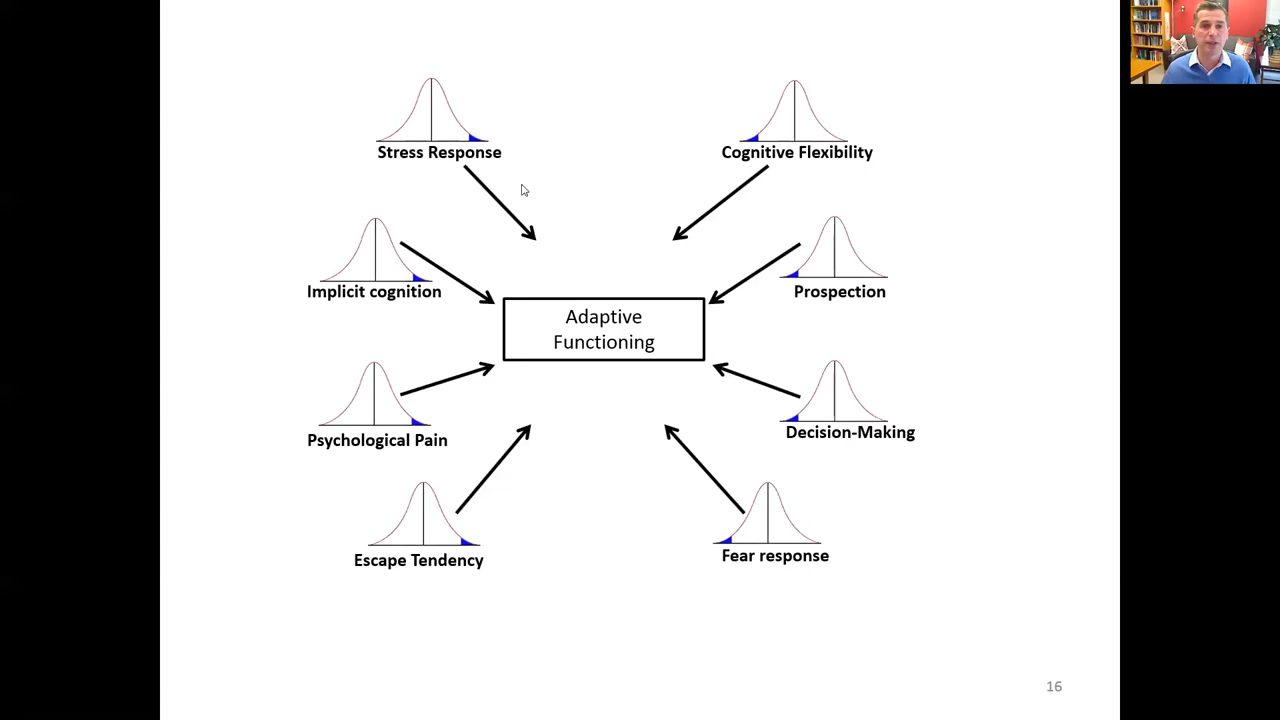 Stress Response
Cognitive Flexibility
Implicit cognition
Prospection
Adaptive
Functioning
Psychological Pain
Decision-Making
Escape Tendency
Fear response
16